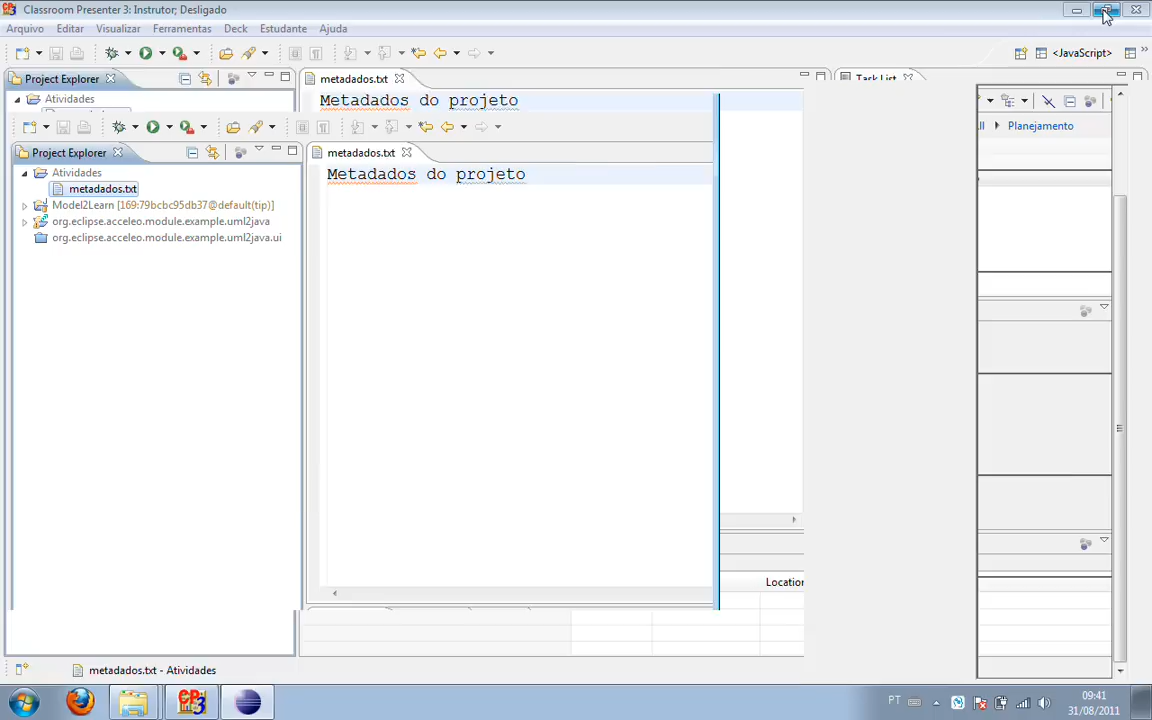 Classroom Presenter 3: Instrutor; Desligado
Arquivo Editar Visualizar Ferramentas Deck Estudante Ajuda
<JavaScript>
Project Explorer
metadados.txt
Task List
Atividades
Metadados do projeto
Planejamento
Project Explorer
metadados.txt
Atividades
Metadados do projeto
metadados.txt
Model2Learn [169:79bcbc95db37@default(tip)]
org.eclipse.acceleo.module.example.uml2java
org.eclipse.acceleo.module.example.uml2java.ui
Location
metadados.txt - Atividades
CP3
PT
09:41
31/08/2011